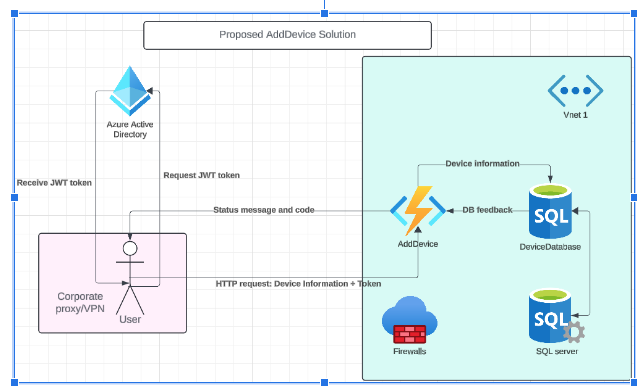 Proposed AddDevice Solution
Vnet 1
Azure Active
Directory
Device information
Request JWT token
Receive JWT token
Status message and code
DB feedback
SQL
AddDevice
DeviceDatabase
HTTP request: Device Information + Token
Corporate
proxy/VPN
User
SQL
Firewalls
SQL server